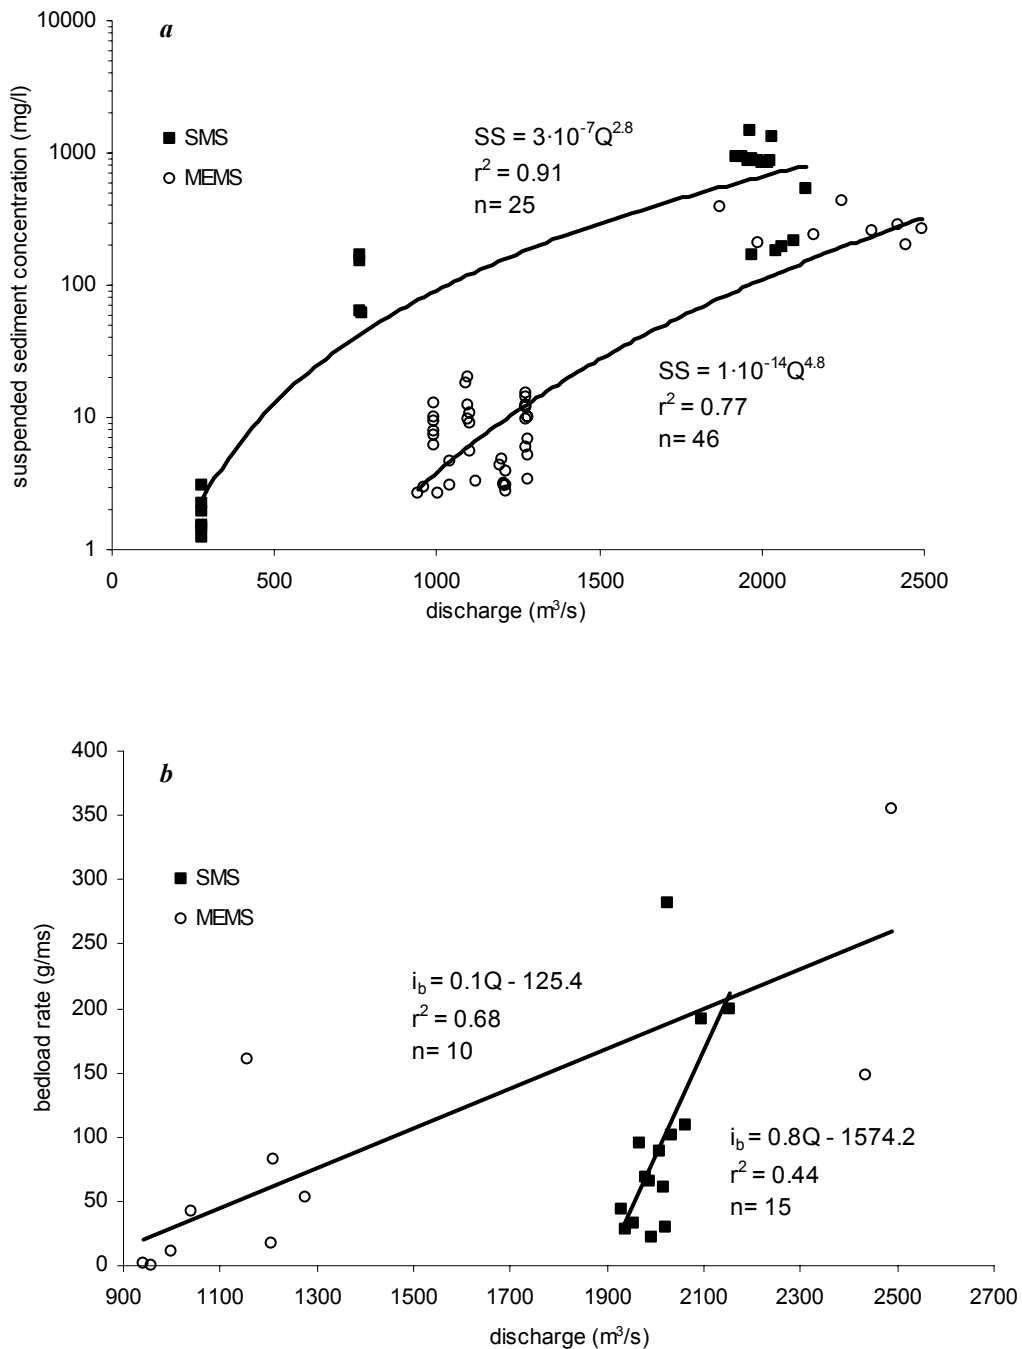 a
suspended sediment concentration (mg/l)
10000
1000
100
10
1
SMS
MEMS
SS = 3·10⁻⁷Q²·⁸
r² = 0.91
n= 25
SS = 1·10⁻¹⁴Q⁴·⁸
r² = 0.77
n= 46
0 500 1000 1500 2000 2500
discharge (m³/s)
b
bedload rate (g/ms)
400
350
300
250
200
150
100
50
0
SMS
MEMS
i_b = 0.1Q - 125.4
r² = 0.68
n= 10
i_b = 0.8Q - 1574.2
r² = 0.44
n= 15
900 1100 1300 1500 1700 1900 2100 2300 2500 2700
discharge (m³/s)